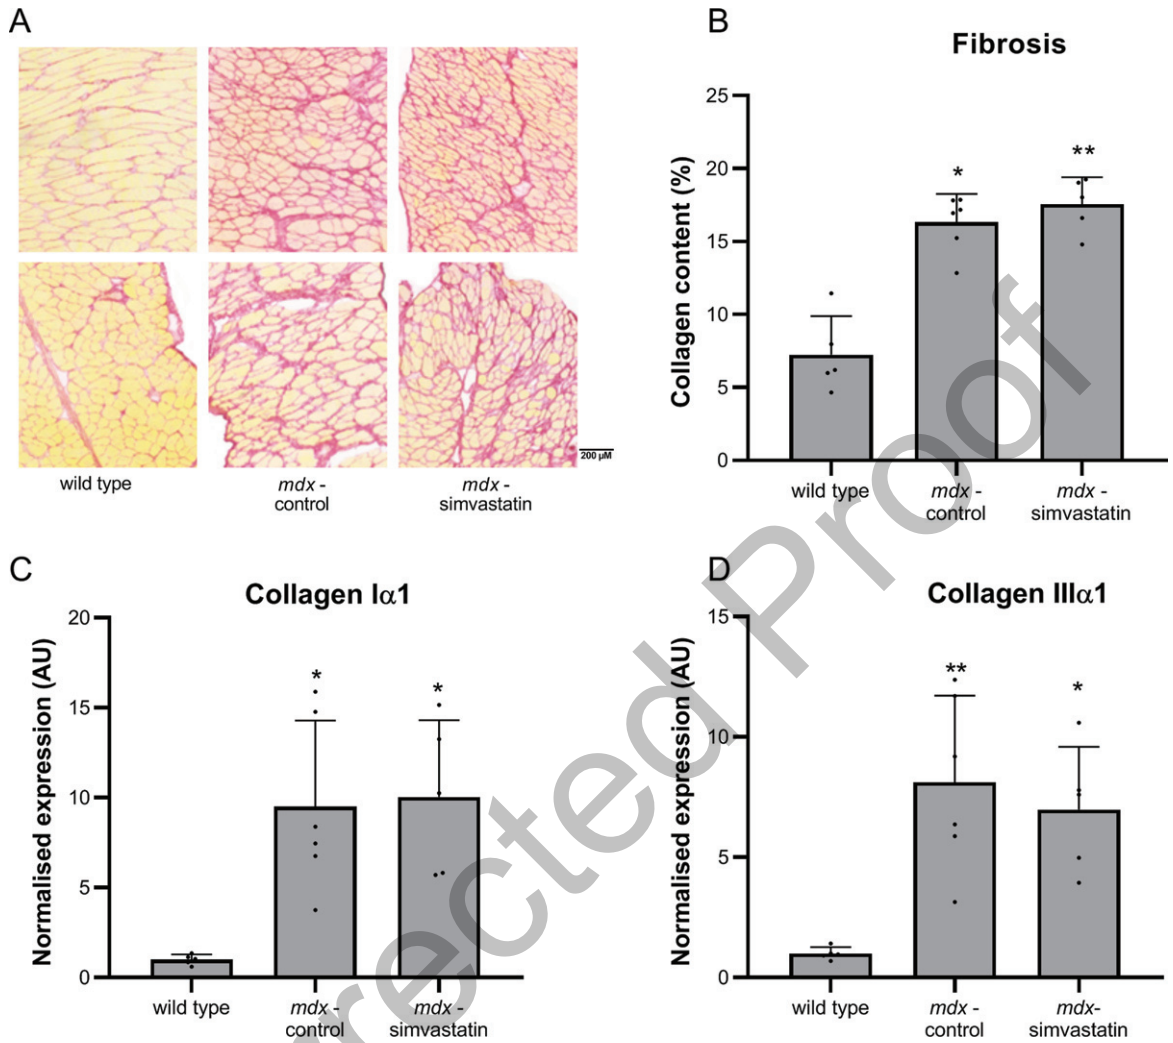 A
wild type
mdx -
control
mdx -
simvastatin
200 µM
B
Fibrosis
Collagen content (%)
25
20
15
10
5
0
*
**
wild type
mdx -
control
mdx -
simvastatin
C
Collagen Iα1
Normalised expression (AU)
20
15
10
5
0
*
*
wild type
mdx -
control
mdx -
simvastatin
D
Collagen IIIα1
Normalised expression (AU)
15
10
5
0
**
*
wild type
mdx -
control
mdx-
simvastatin
rected Proof